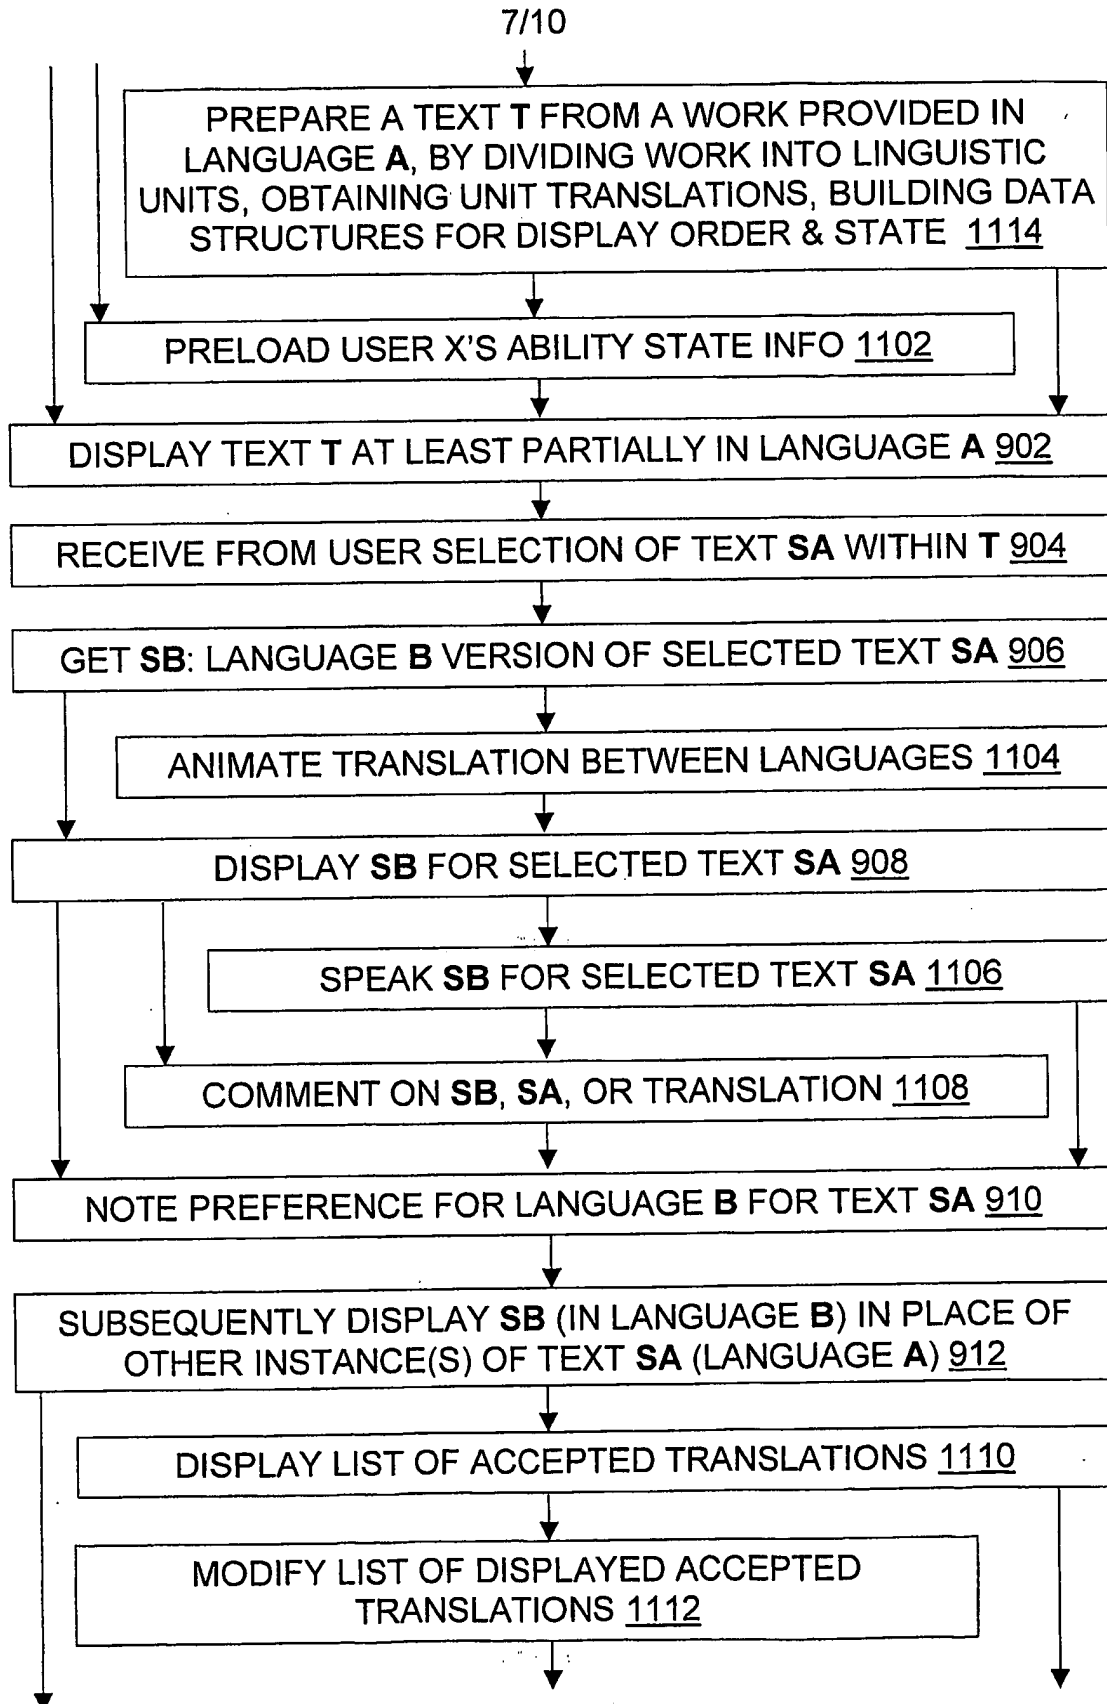 7/10
PREPARE A TEXT T FROM A WORK PROVIDED IN
LANGUAGE A, BY DIVIDING WORK INTO LINGUISTIC
UNITS, OBTAINING UNIT TRANSLATIONS, BUILDING DATA
STRUCTURES FOR DISPLAY ORDER & STATE 1114
PRELOAD USER X'S ABILITY STATE INFO 1102
DISPLAY TEXT T AT LEAST PARTIALLY IN LANGUAGE A 902
RECEIVE FROM USER SELECTION OF TEXT SA WITHIN T 904
GET SB: LANGUAGE B VERSION OF SELECTED TEXT SA 906
ANIMATE TRANSLATION BETWEEN LANGUAGES 1104
DISPLAY SB FOR SELECTED TEXT SA 908
SPEAK SB FOR SELECTED TEXT SA 1106
COMMENT ON SB, SA, OR TRANSLATION 1108
NOTE PREFERENCE FOR LANGUAGE B FOR TEXT SA 910
SUBSEQUENTLY DISPLAY SB (IN LANGUAGE B) IN PLACE OF
OTHER INSTANCE(S) OF TEXT SA (LANGUAGE A) 912
DISPLAY LIST OF ACCEPTED TRANSLATIONS 1110
MODIFY LIST OF DISPLAYED ACCEPTED
TRANSLATIONS 1112